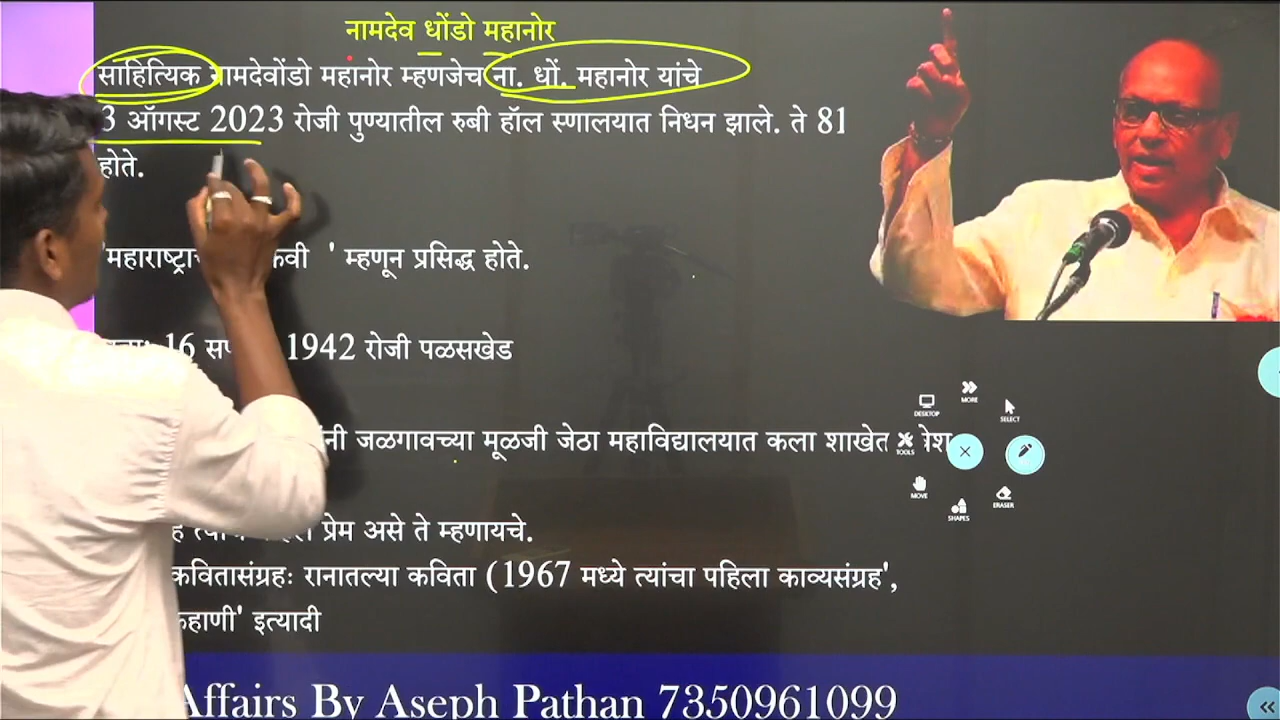 नामदेव धोंडो महानोर
साहित्यिक नामदेवोंडो महानोर म्हणजेच ना. धों. महानोर यांचे
3 ऑगस्ट 2023 रोजी पुण्यातील रुबी हॉल स्णालयात निधन झाले. ते 81
होते.
'महाराष्ट्राचे कवी ' म्हणून प्रसिद्ध होते.
16 1942 रोजी पळसखेड
जळगावच्या मूळजी जेठा महाविद्यालयात कला शाखेत
प्रेम असे ते म्हणायचे.
कवितासंग्रहः रानातल्या कविता (1967 मध्ये त्यांचा पहिला काव्यसंग्रह',
इत्यादी
DESKTOP
MORE
SELECT
TOOLS
MOVE
SHAPES
ERASER
Affairs By Aseph Pathan 7350961099